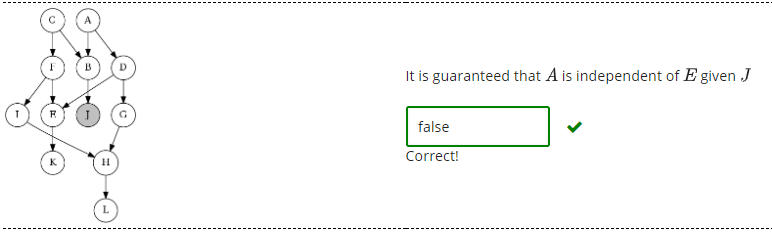 C A
F B D
I E J G
K H
L
It is guaranteed that A is independent of E given J
false
Correct!